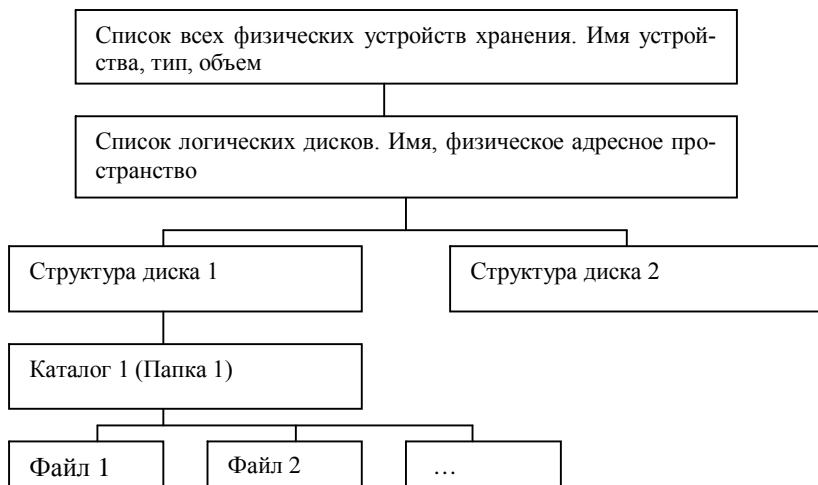 Список всех физических устройств хранения. Имя устрой-
ства, тип, объем
Список логических дисков. Имя, физическое адресное про-
странство
Структура диска 1
Структура диска 2
Каталог 1 (Папка 1)
Файл 1
Файл 2
…